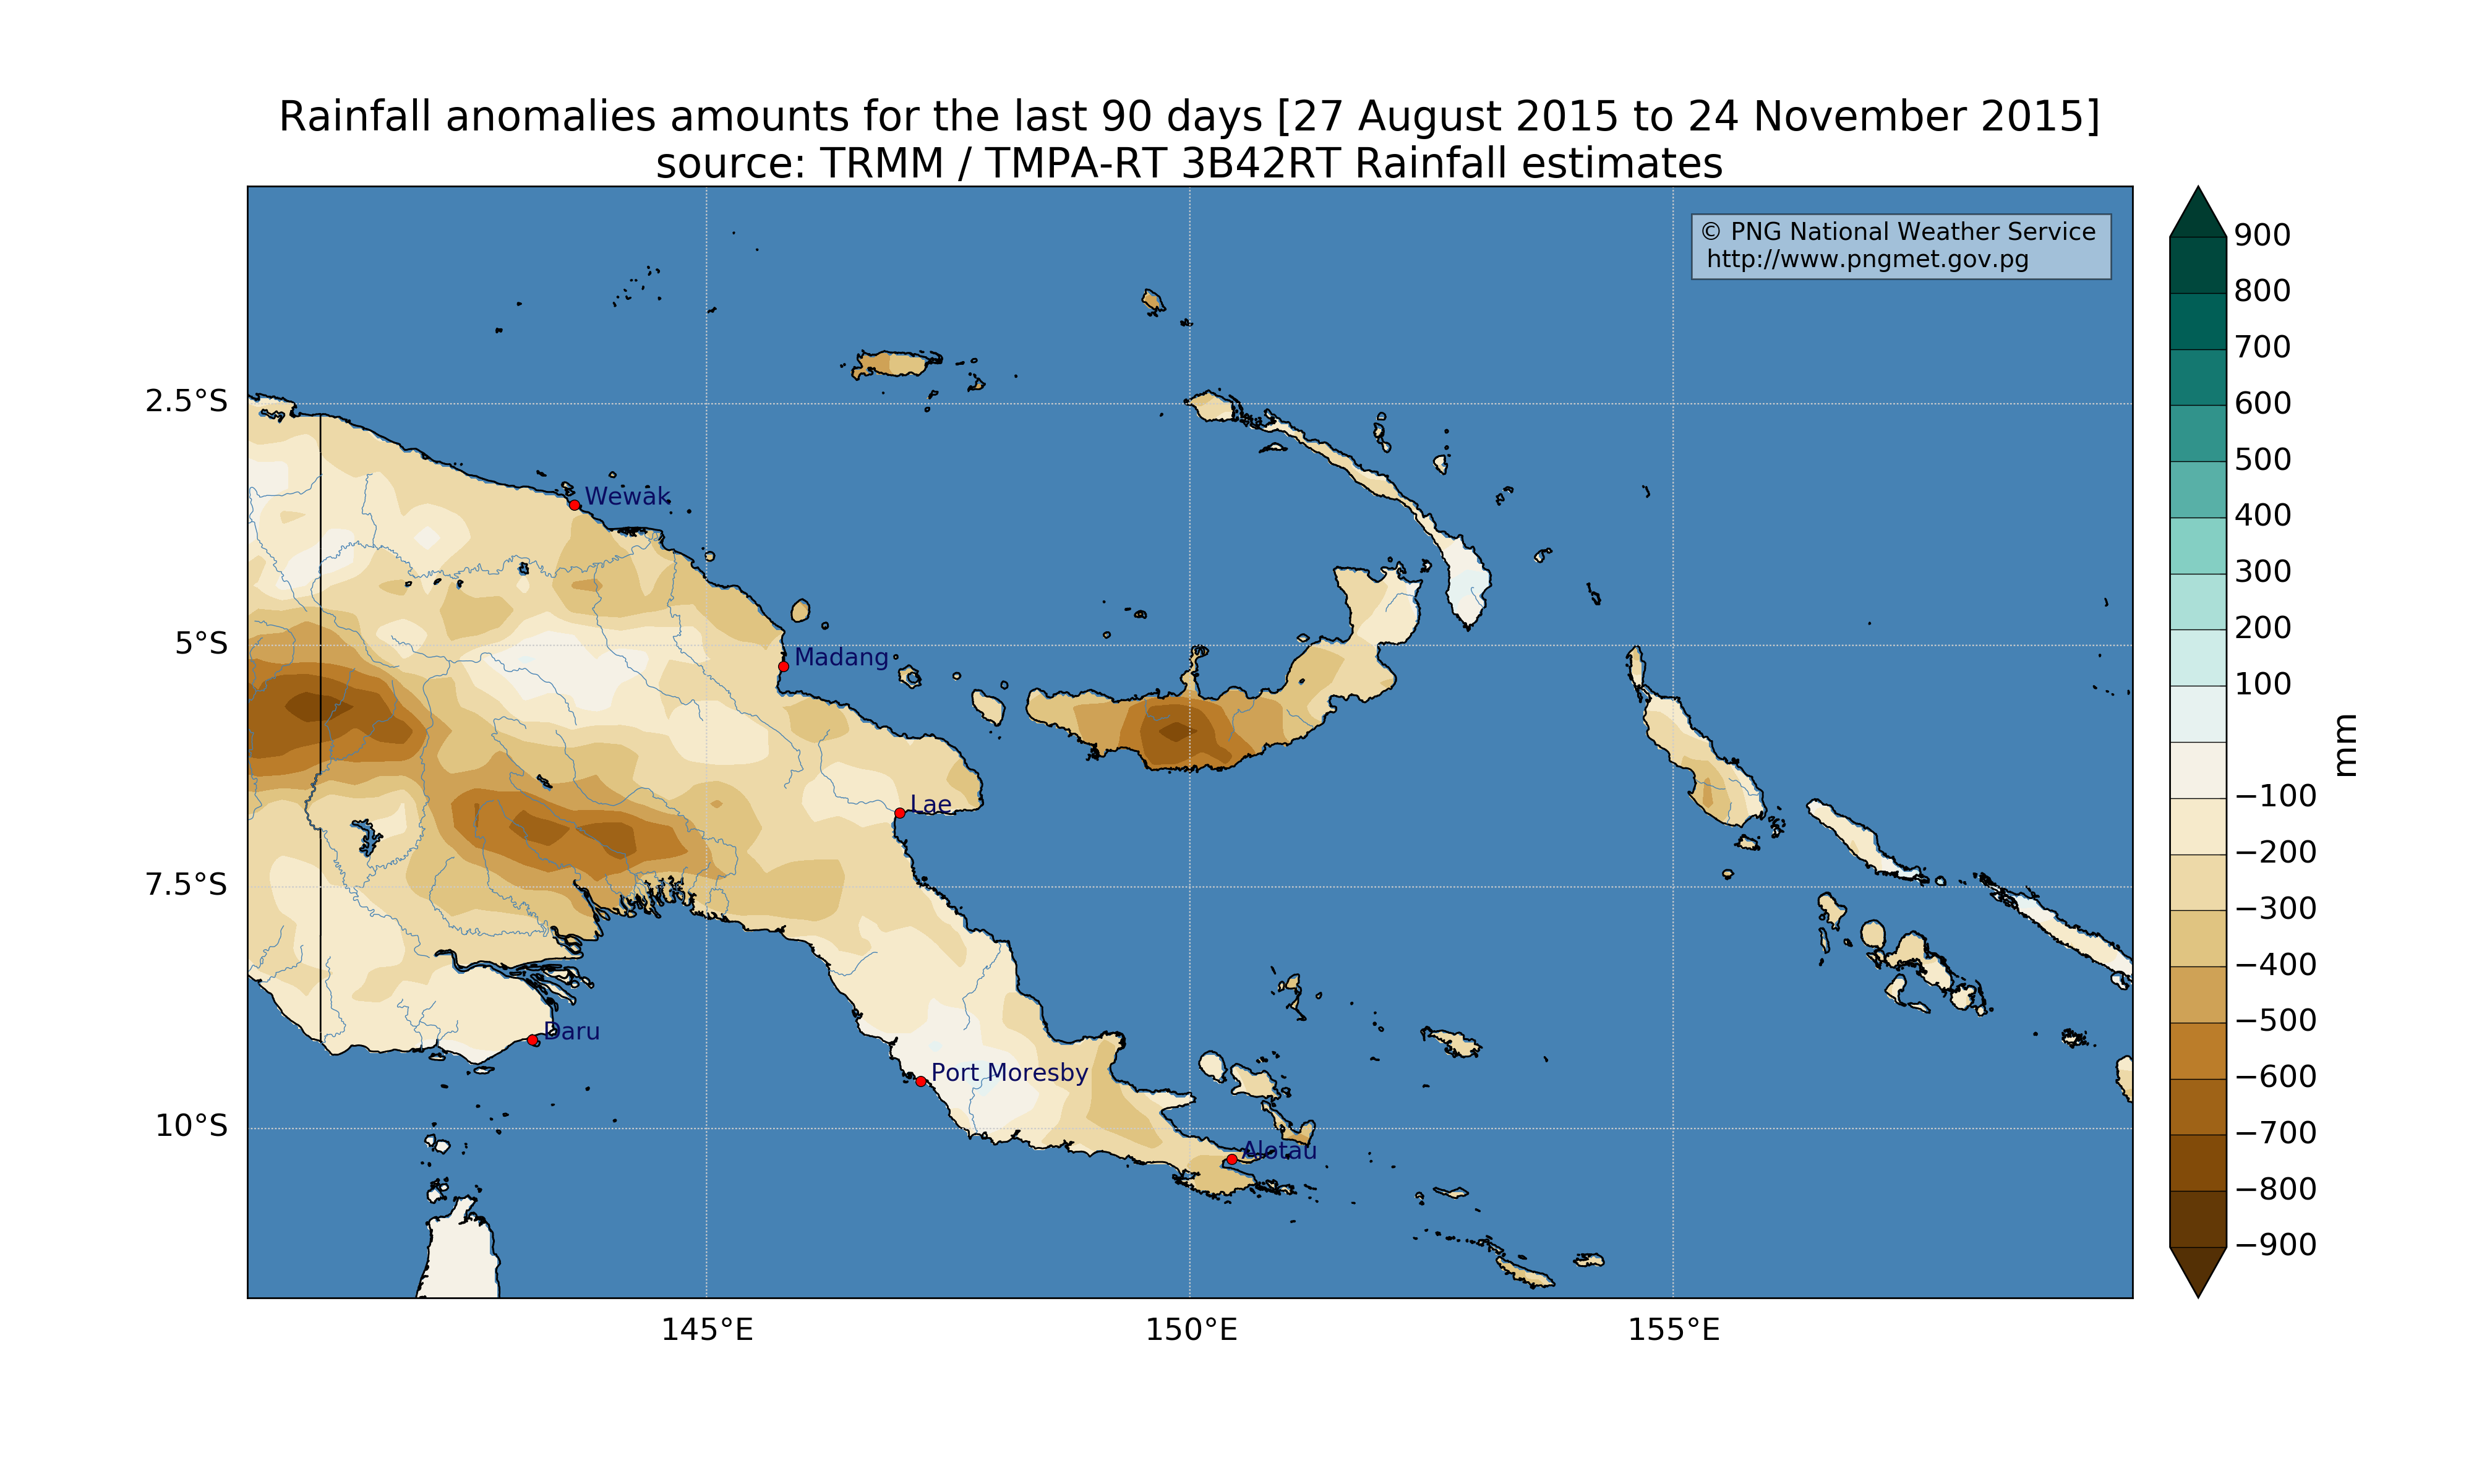 Rainfall anomalies amounts for the last 90 days [27 August 2015 to 24 November 2015]
source: TRMM / TMPA-RT 3B42RT Rainfall estimates
© PNG National Weather Service
http://www.pngmet.gov.pg
2.5°S
5°S
7.5°S
10°S
Wewak
Madang
Lae
Daru
Port Moresby
Alotau
145°E
150°E
155°E
900
800
700
600
500
400
300
200
100
−100
−200
−300
−400
−500
−600
−700
−800
−900
mm